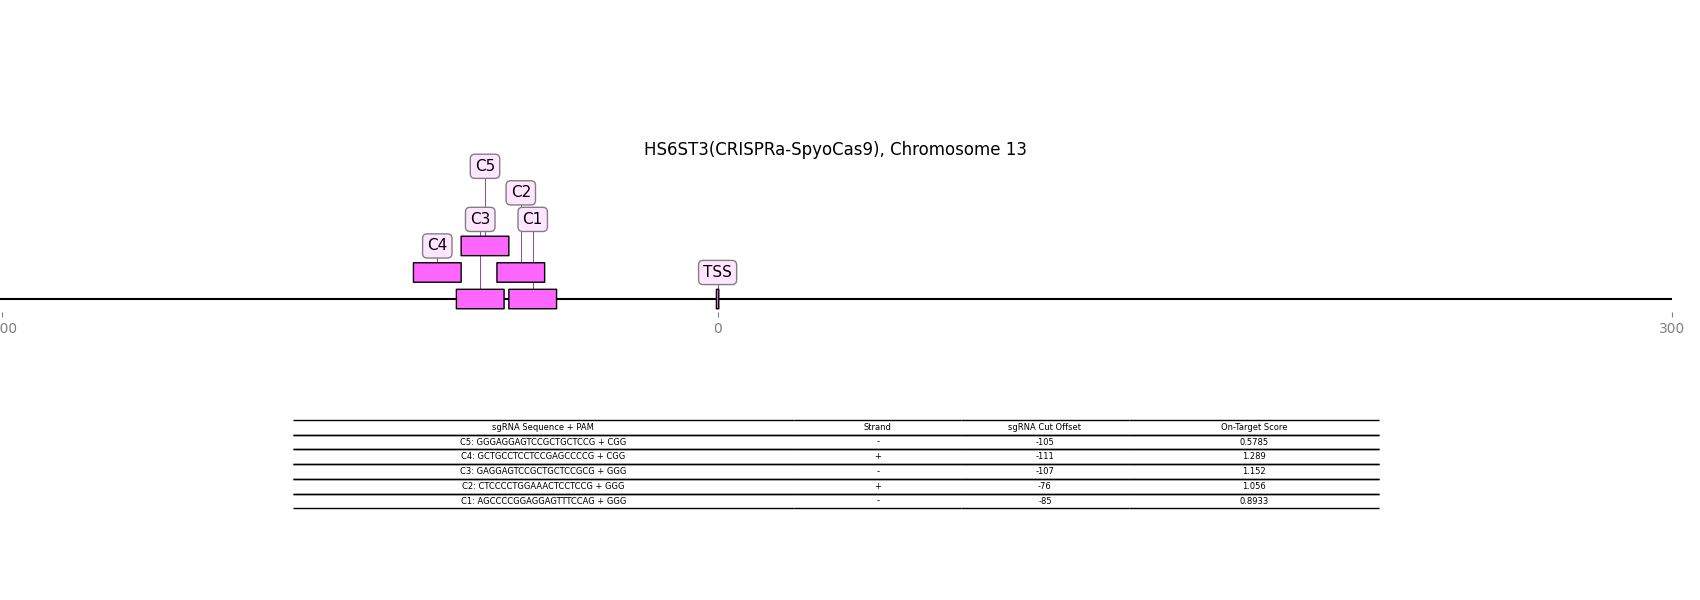 HS6ST3(CRISPRa-SpyoCas9), Chromosome 13
C5
C2
C3
C1
C4
TSS
00
0
300
sgRNA Sequence + PAM Strand sgRNA Cut Offset On-Target Score
C5: GGGAGGAGTCCGCTGCTCCG + CGG - -105 0.5785
C4: GCTGCCTCCTCCGAGCCCCG + CGG + -111 1.289
C3: GAGGAGTCCGCTGCTCCGCG + GGG - -107 1.152
C2: CTCCCCTGGAAACTCCTCCG + GGG + -76 1.056
C1: AGCCCCGGAGGAGTTTCCAG + GGG - -85 0.8933